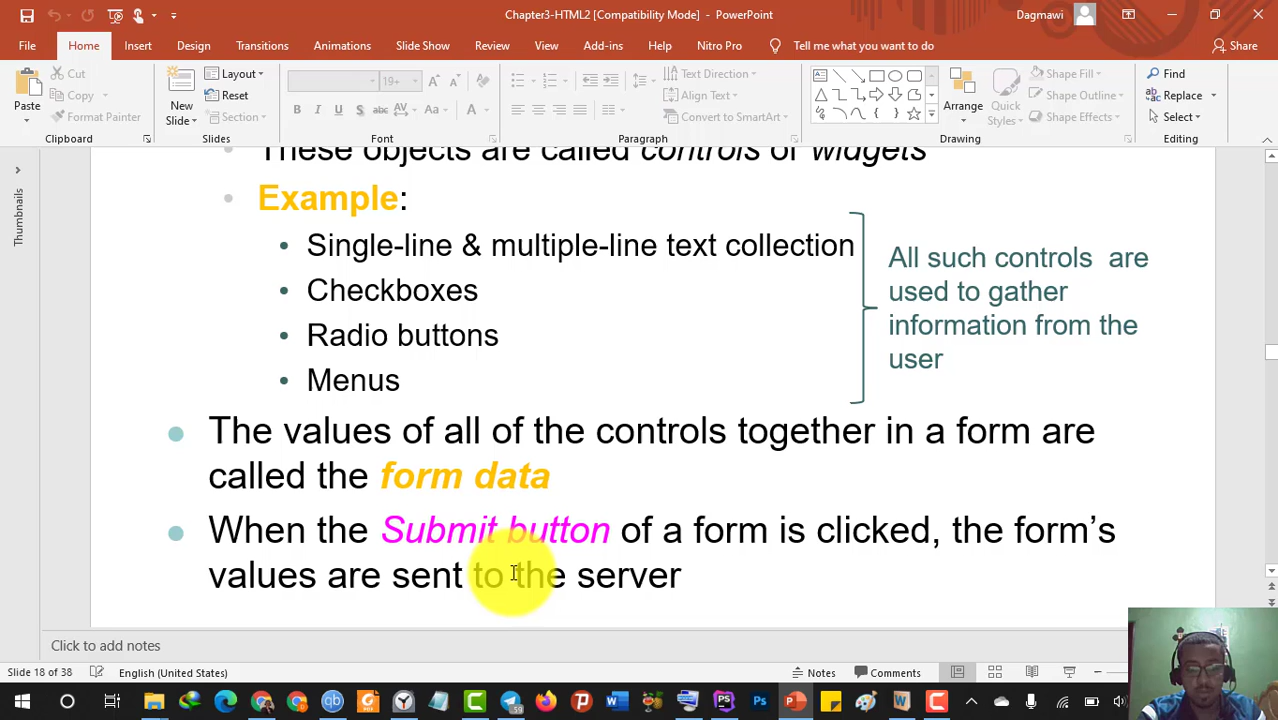 Chapter3-HTML2 [Compatibility Mode] - PowerPoint
Dagmawi
File Home Insert Design Transitions Animations Slide Show Review View Add-ins Help Nitro Pro Tell me what you want to do Share
Paste
Cut
Copy
Format Painter
Clipboard
New
Slide
Layout
Reset
Section
Slides
19+
B I U S abc AV Aa A
Font
Text Direction
Align Text
Convert to SmartArt
Paragraph
Arrange
Quick
Styles
Shape Fill
Shape Outline
Shape Effects
Drawing
Find
Replace
Select
Editing
Thumbnails
These objects are called controls or widgets
Example:
Single-line & multiple-line text collection
Checkboxes
Radio buttons
Menus
All such controls are
used to gather
information from the
user
The values of all of the controls together in a form are
called the form data
When the Submit button of a form is clicked, the form’s
values are sent to the server
Click to add notes
Slide 18 of 38 English (United States) Notes Comments